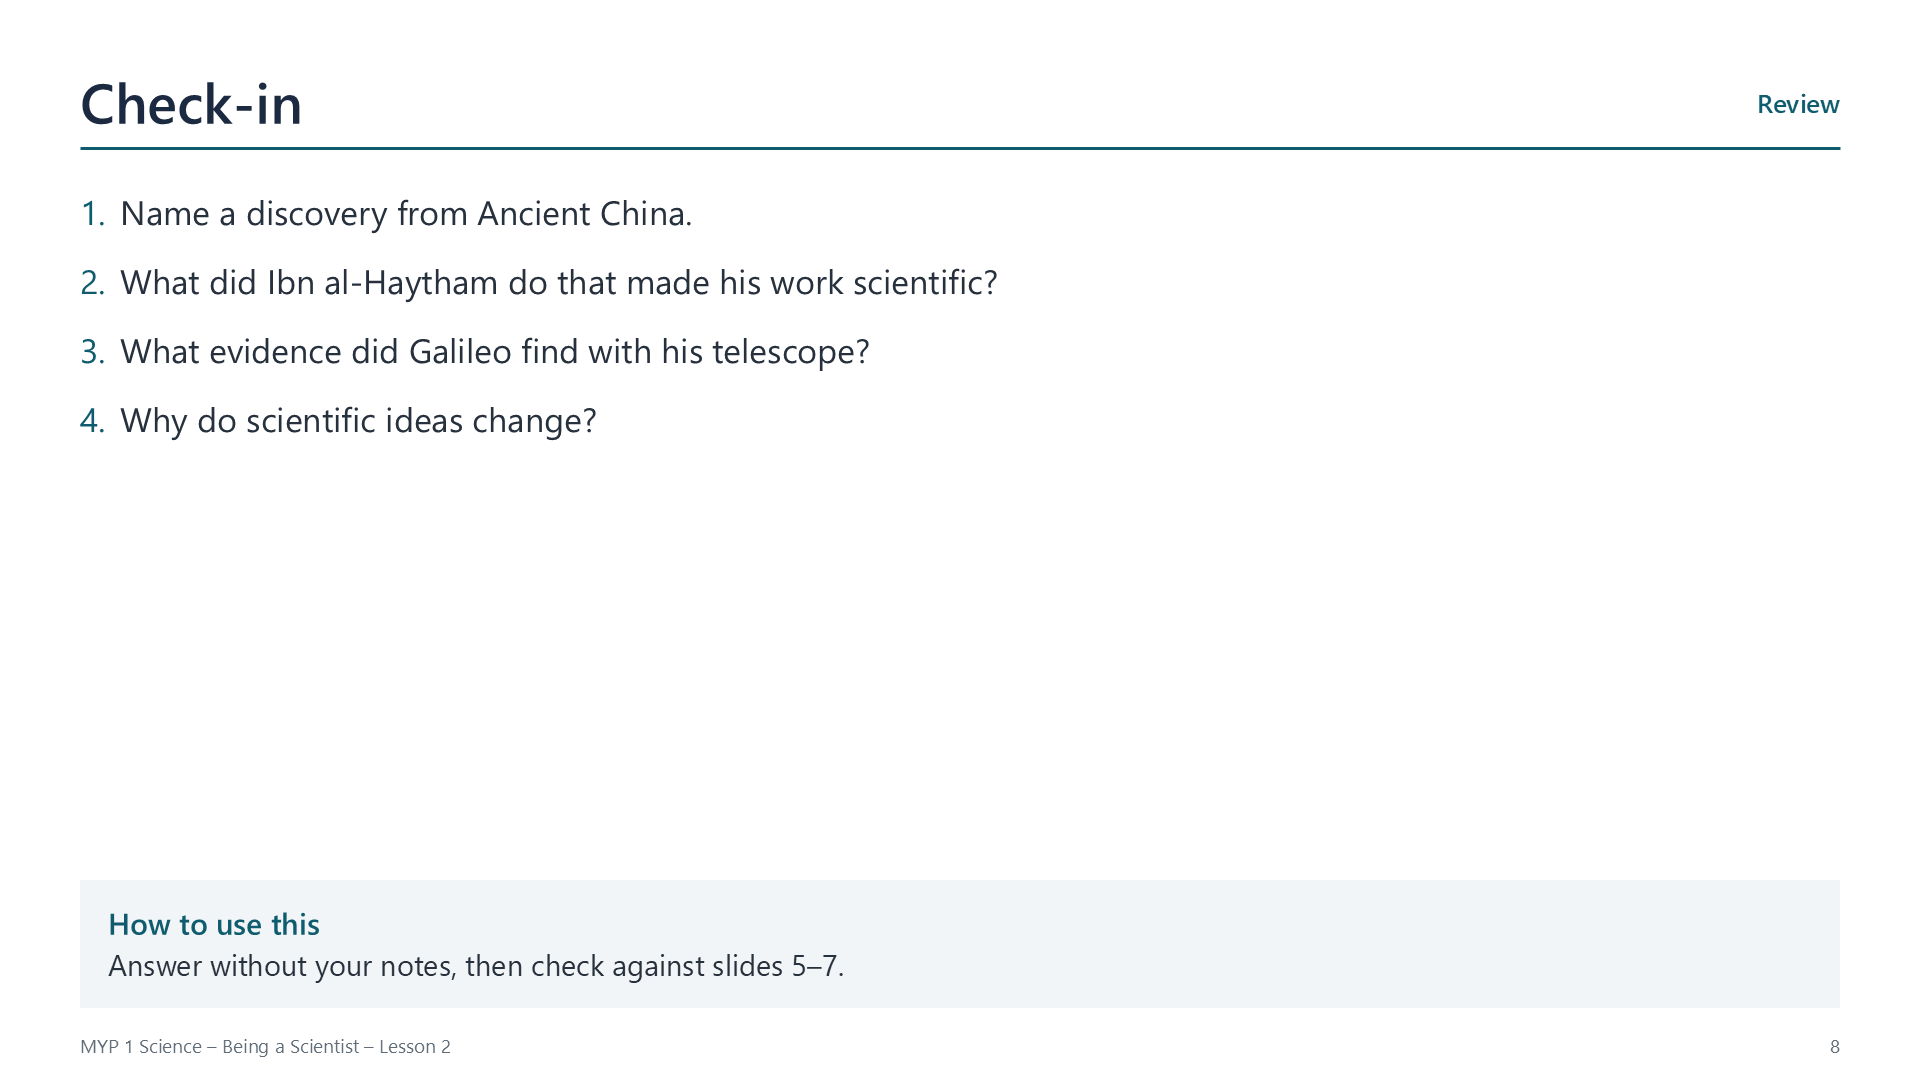 Check-in
Review
1. Name a discovery from Ancient China.
2. What did Ibn al-Haytham do that made his work scientific?
3. What evidence did Galileo find with his telescope?
4. Why do scientific ideas change?
How to use this
Answer without your notes, then check against slides 5–7.
MYP 1 Science – Being a Scientist – Lesson 2
8